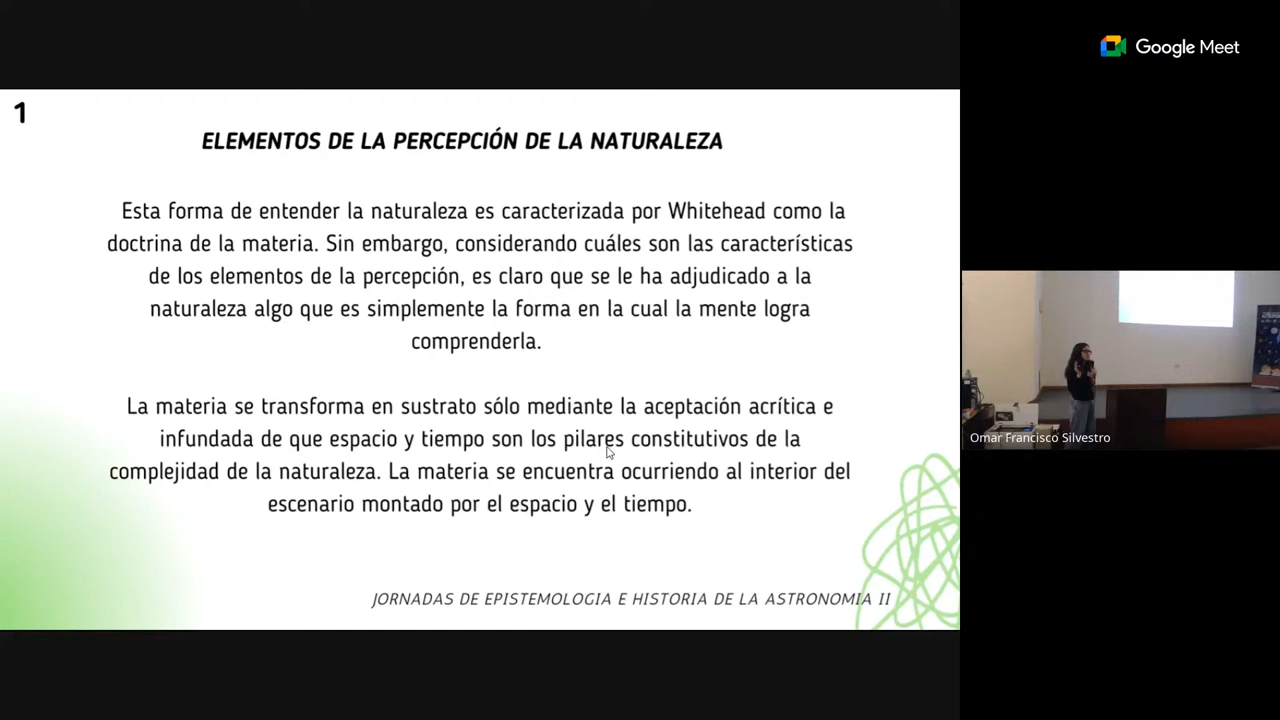 Google Meet
1
ELEMENTOS DE LA PERCEPCIÓN DE LA NATURALEZA
Esta forma de entender la naturaleza es caracterizada por Whitehead como la
doctrina de la materia. Sin embargo, considerando cuáles son las características
de los elementos de la percepción, es claro que se le ha adjudicado a la
naturaleza algo que es simplemente la forma en la cual la mente logra
comprenderla.
La materia se transforma en sustrato sólo mediante la aceptación acrítica e
infundada de que espacio y tiempo son los pilares constitutivos de la
complejidad de la naturaleza. La materia se encuentra ocurriendo al interior del
escenario montado por el espacio y el tiempo.
JORNADAS DE EPISTEMOLOGIA E HISTORIA DE LA ASTRONOMIA II
Omar Francisco Silvestro